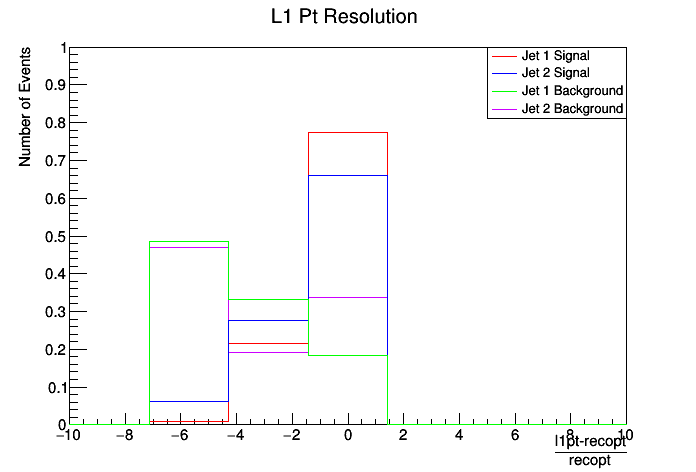 L1 Pt Resolution
Number of Events
1
0.9
0.8
0.7
0.6
0.5
0.4
0.3
0.2
0.1
0
Jet 1 Signal
Jet 2 Signal
Jet 1 Background
Jet 2 Background
−10 −8 −6 −4 −2 0 2 4 6 8 10
l1pt-recopt
recopt